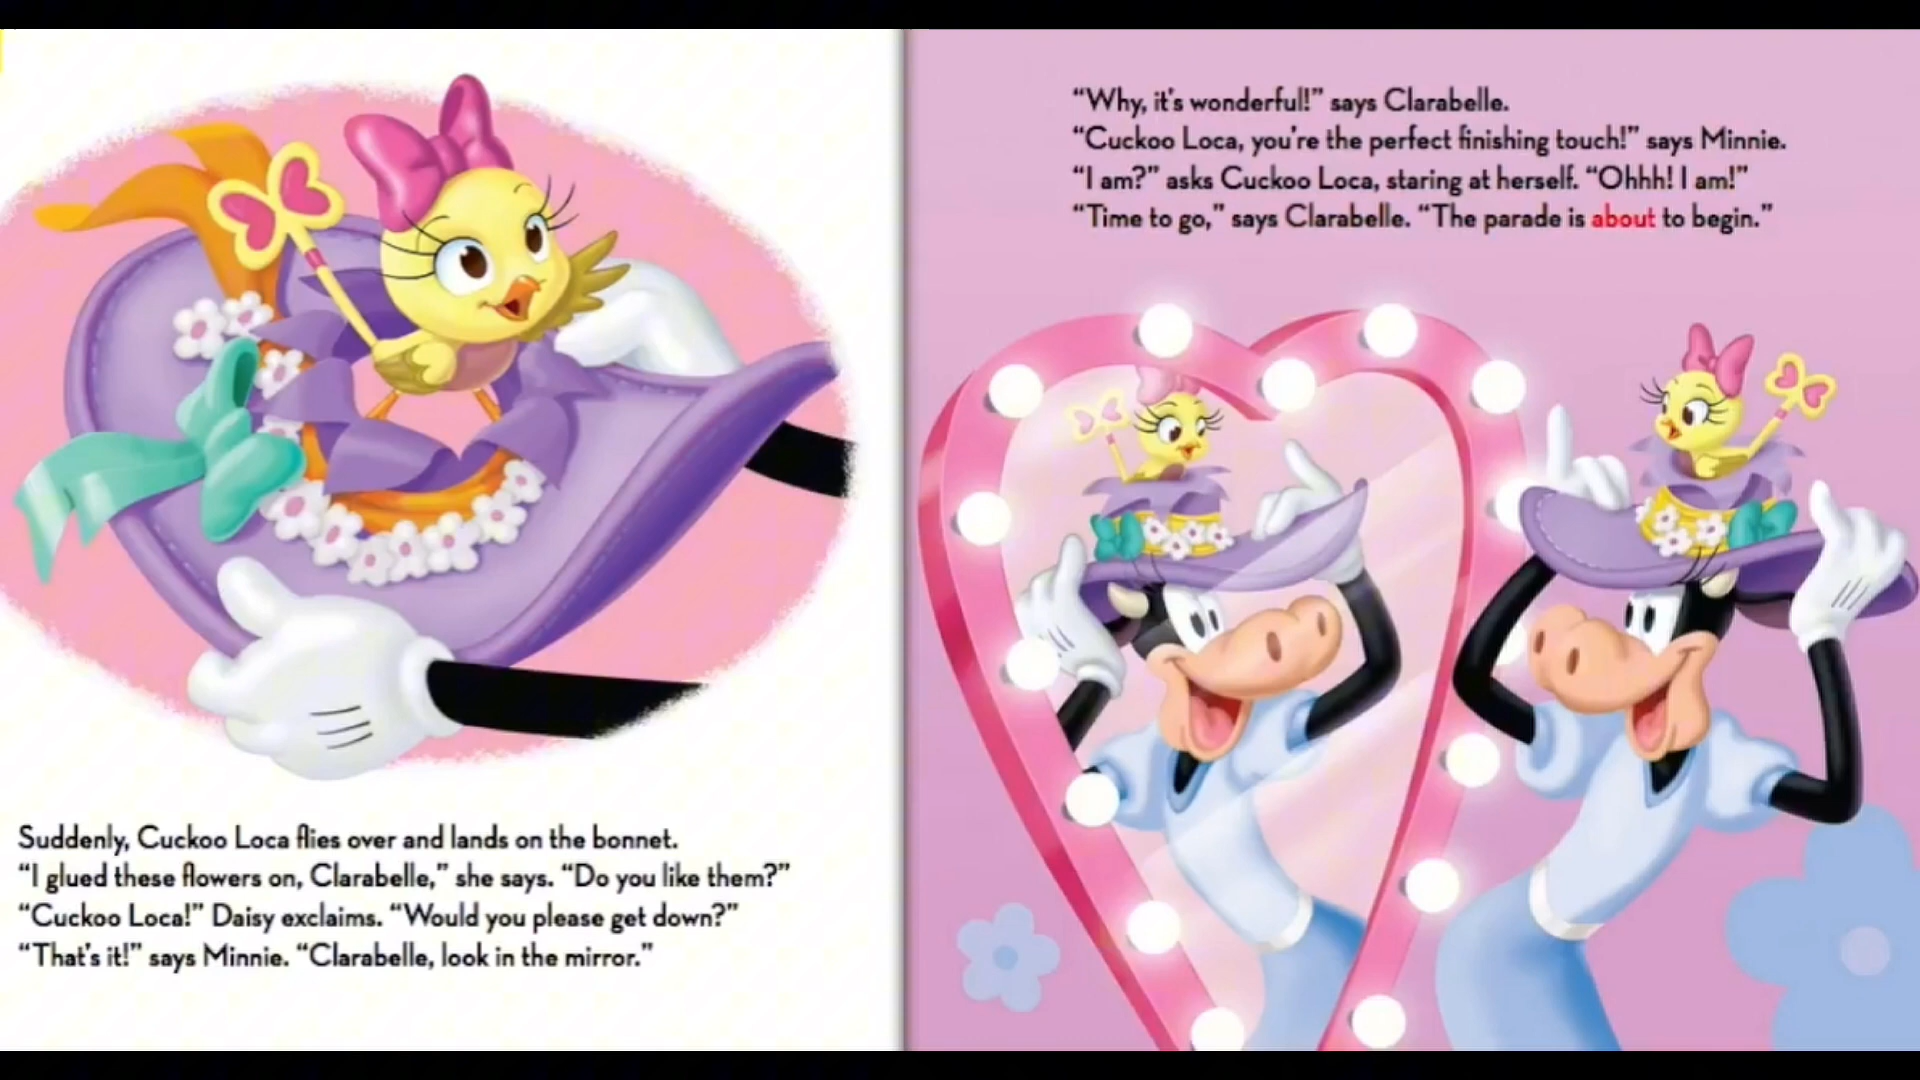 Suddenly, Cuckoo Loca flies over and lands on the bonnet.
“I glued these flowers on, Clarabelle,” she says. “Do you like them?”
“Cuckoo Loca!” Daisy exclaims. “Would you please get down?”
“That’s it!” says Minnie. “Clarabelle, look in the mirror.”
“Why, it’s wonderful!” says Clarabelle.
“Cuckoo Loca, you’re the perfect finishing touch!” says Minnie.
“I am?” asks Cuckoo Loca, staring at herself. “Ohhh! I am!”
“Time to go,” says Clarabelle. “The parade is about to begin.”